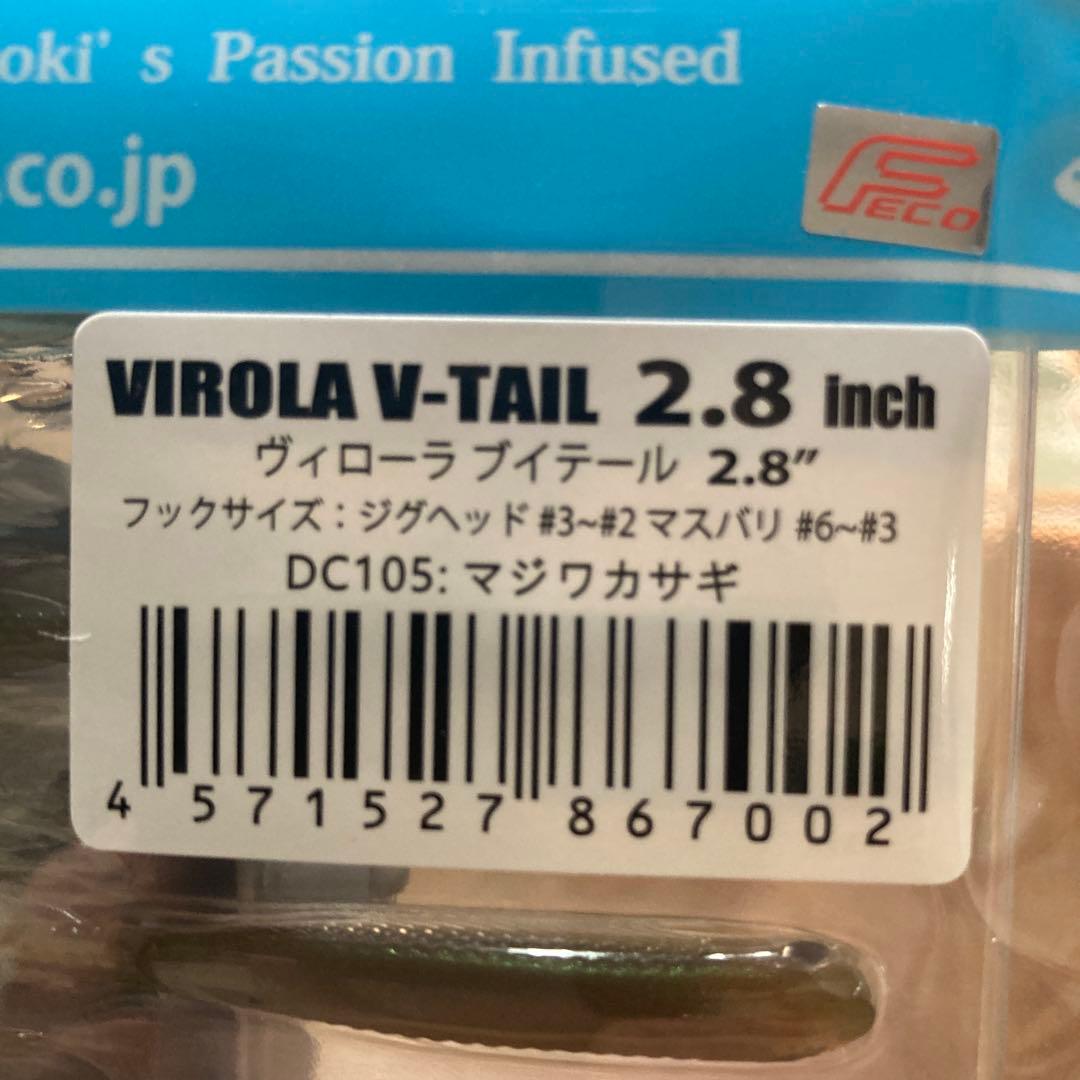 oki's Passion Infused
.co.jp
FECO
VIROLA V-TAIL 2.8 inch
ヴィローラ ブイテール 2.8"
フックサイズ：ジグヘッド #3~#2 マスバリ #6~#3
DC105: マジワカサギ
4 571527 867002